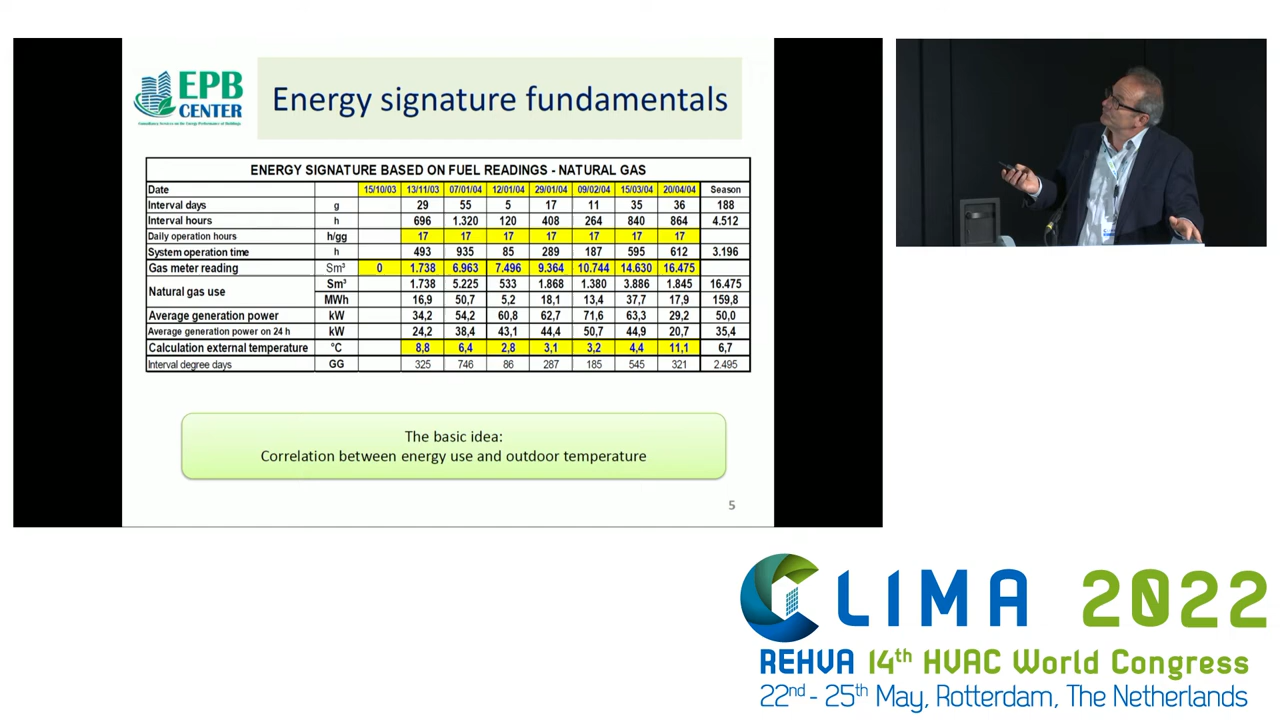 EPB
CENTER
Energy signature fundamentals
ENERGY SIGNATURE BASED ON FUEL READINGS - NATURAL GAS
Date 15/10/03 13/11/03 07/01/04 12/01/04 29/01/04 09/02/04 15/03/04 20/04/04 Season
Interval days g 29 55 5 17 11 35 36 188
Interval hours h 696 1.320 120 408 264 840 864 4.512
Daily operation hours h/gg 17 17 17 17 17 17 17
System operation time h 493 935 85 289 187 595 612 3.196
Gas meter reading Sm³ 0 1.738 6.963 7.496 9.364 10.744 14.630 16.475
Natural gas use Sm³ 1.738 5.225 533 1.868 1.380 3.886 1.845 16.475
MWh 16,9 50,7 5,2 18,1 13,4 37,7 17,9 159,8
Average generation power kW 34,2 54,2 60,8 62,7 71,6 63,3 29,2 50,0
Average generation power on 24 h kW 24,2 38,4 43,1 44,4 50,7 44,9 20,7 35,4
Calculation external temperature °C 8,8 6,4 2,8 3,1 3,2 4,4 11,1 6,7
Interval degree days GG 325 746 86 287 185 545 321 2.495
The basic idea:
Correlation between energy use and outdoor temperature
5
CLIMA 2022
REHVA 14th HVAC World Congress
22nd - 25th May, Rotterdam, The Netherlands